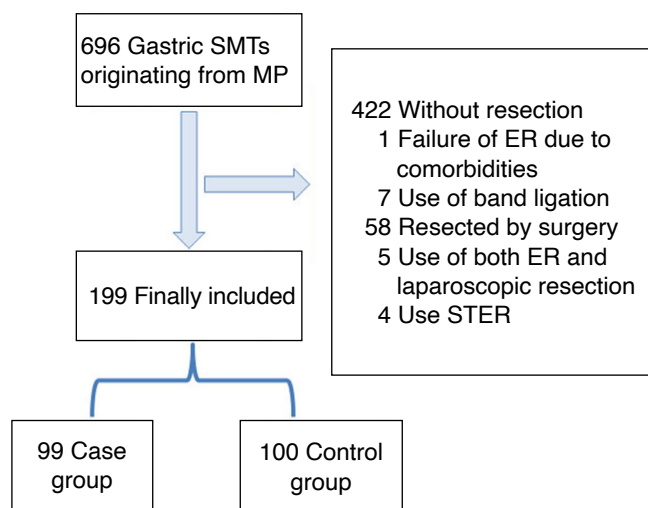 696 Gastric SMTs
originating from MP
422 Without resection
1 Failure of ER due to
comorbidities
7 Use of band ligation
58 Resected by surgery
5 Use of both ER and
laparoscopic resection
4 Use STER
199 Finally included
99 Case
group
100 Control
group